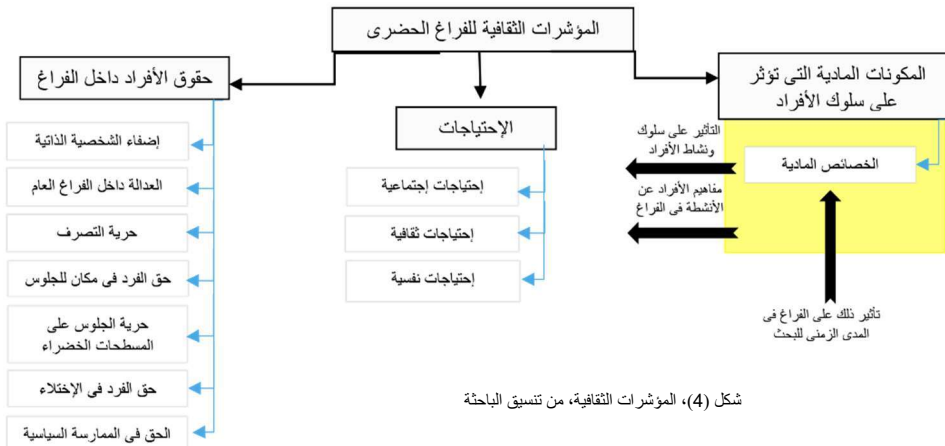 المؤشرات الثقافية للفراغ الحضرى
المكونات المادية التى تؤثر
على سلوك الأفراد
الخصائص المادية
التأثير على سلوك
ونشاط الأفراد
مفاهيم الأفراد عن
الأنشطة فى الفراغ
تأثير ذلك على الفراغ فى
المدى الزمنى للبحث
الإحتياجات
إحتياجات إجتماعية
إحتياجات ثقافية
إحتياجات نفسية
حقوق الأفراد داخل الفراغ
إضفاء الشخصية الذاتية
العدالة داخل الفراغ العام
حرية التصرف
حق الفرد فى مكان للجلوس
حرية الجلوس على
المسطحات الخضراء
حق الفرد فى الإختلاء
الحق فى الممارسة السياسية
شكل (4)، المؤشرات الثقافية، من تنسيق الباحثة